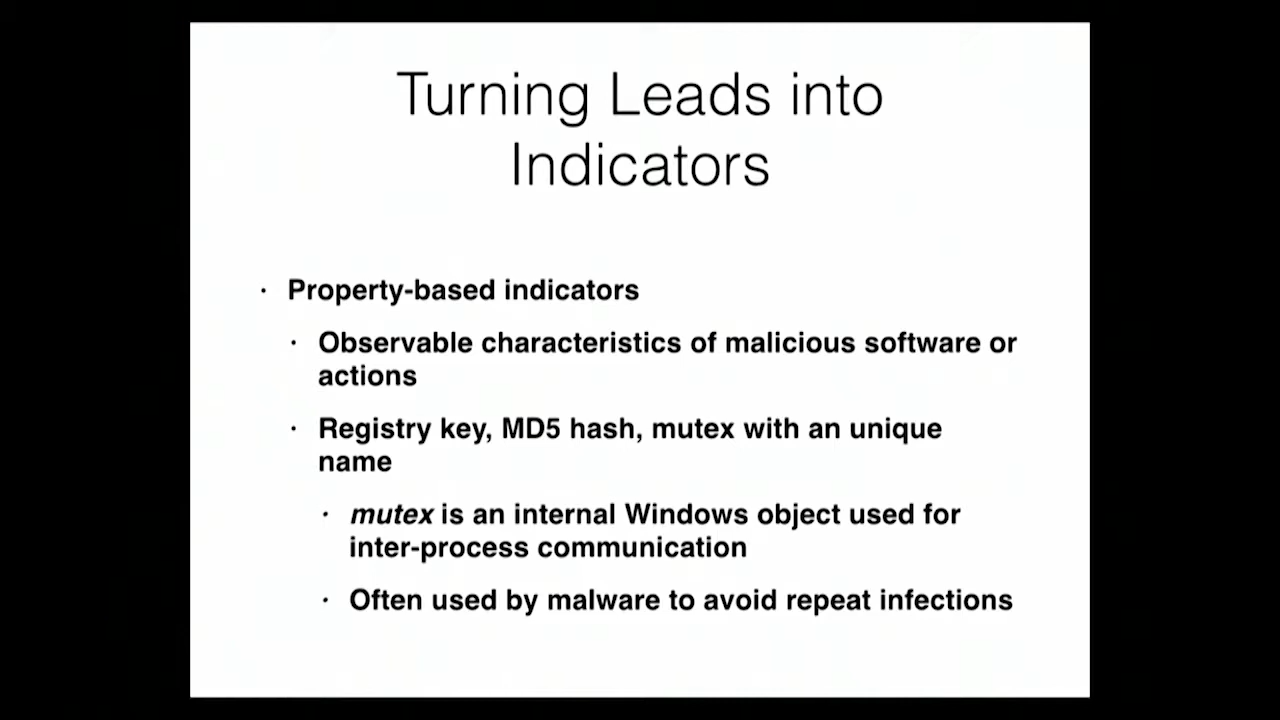 Turning Leads into
Indicators
· Property-based indicators
· Observable characteristics of malicious software or
actions
· Registry key, MD5 hash, mutex with an unique
name
· mutex is an internal Windows object used for
inter-process communication
· Often used by malware to avoid repeat infections